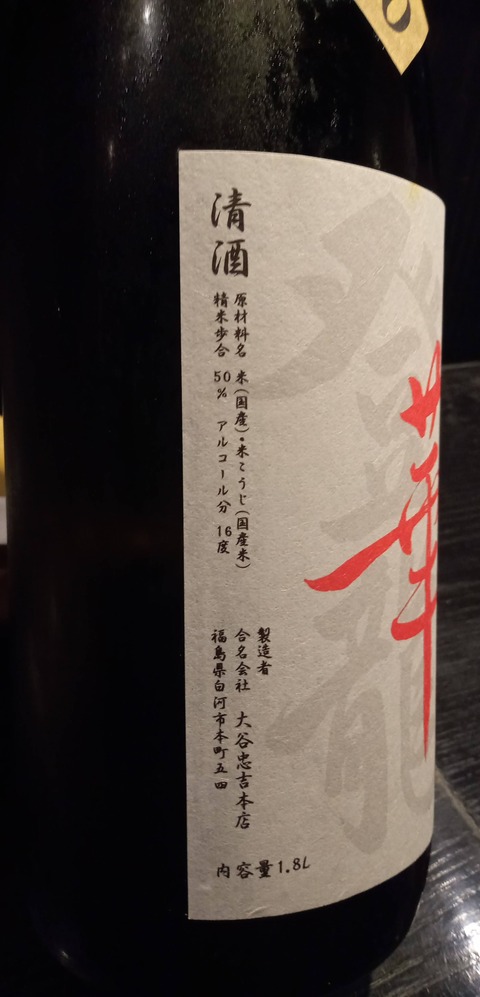 登龍
華
清酒
原材料名 米(国産)・米こうじ(国産米)
精米歩合 50% アルコール分 16度
製造者
合名会社 大谷忠吉本店
福島県白河市本町五四
内容量1.8L